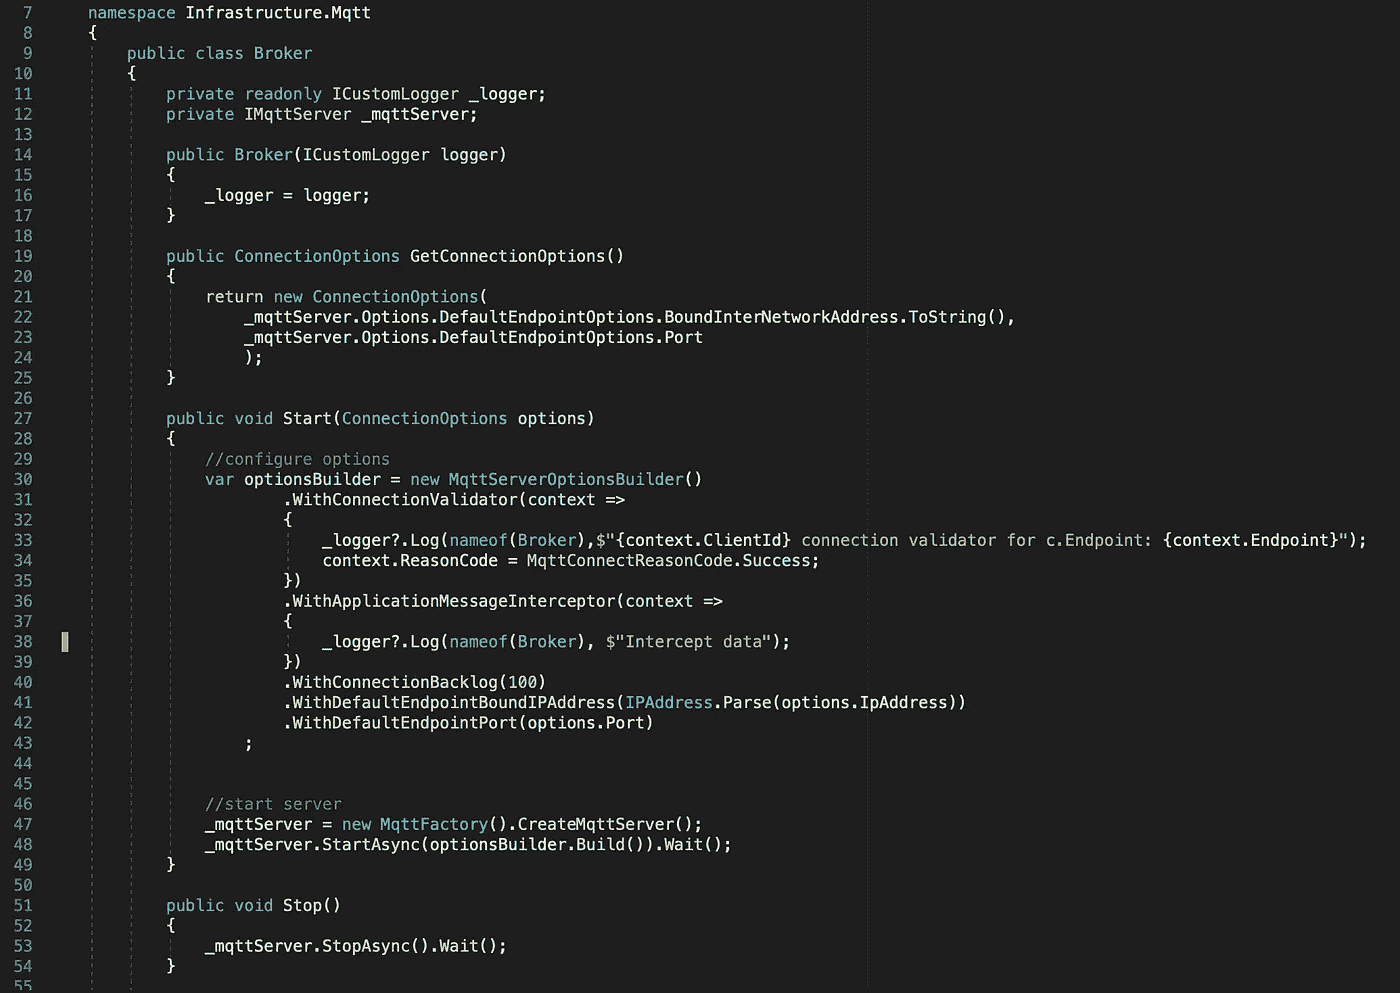 7 namespace Infrastructure.Mqtt
8 {
9 public class Broker
10 {
11 private readonly ICustomLogger _logger;
12 private IMqttServer _mqttServer;
13
14 public Broker(ICustomLogger logger)
15 {
16 _logger = logger;
17 }
18
19 public ConnectionOptions GetConnectionOptions()
20 {
21 return new ConnectionOptions(
22 _mqttServer.Options.DefaultEndpointOptions.BoundInterNetworkAddress.ToString(),
23 _mqttServer.Options.DefaultEndpointOptions.Port
24 );
25 }
26
27 public void Start(ConnectionOptions options)
28 {
29 //configure options
30 var optionsBuilder = new MqttServerOptionsBuilder()
31 .WithConnectionValidator(context =>
32 {
33 _logger?.Log(nameof(Broker),$"{context.ClientId} connection validator for c.Endpoint: {context.Endpoint}");
34 context.ReasonCode = MqttConnectReasonCode.Success;
35 })
36 .WithApplicationMessageInterceptor(context =>
37 {
38 _logger?.Log(nameof(Broker), $"Intercept data");
39 })
40 .WithConnectionBacklog(100)
41 .WithDefaultEndpointBoundIPAddress(IPAddress.Parse(options.IpAddress))
42 .WithDefaultEndpointPort(options.Port)
43 ;
44
45
46 //start server
47 _mqttServer = new MqttFactory().CreateMqttServer();
48 _mqttServer.StartAsync(optionsBuilder.Build()).Wait();
49 }
50
51 public void Stop()
52 {
53 _mqttServer.StopAsync().Wait();
54 }
55